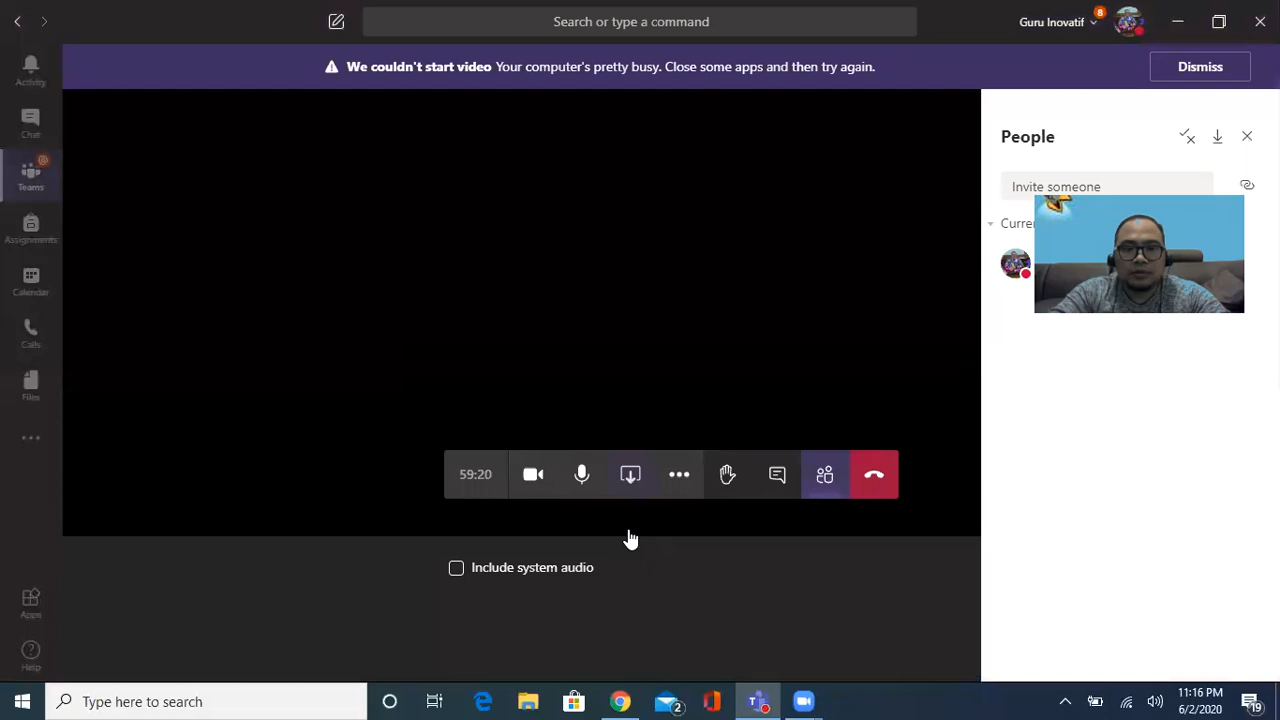 Search or type a command
Guru Inovatif
8
We couldn't start video Your computer's pretty busy. Close some apps and then try again.
Dismiss
Activity
Chat
Teams
Assignments
Calendar
Calls
Files
Apps
Help
People
Invite someone
Curre
59:20
Include system audio
Type here to search
2
11:16 PM
6/2/2020
19